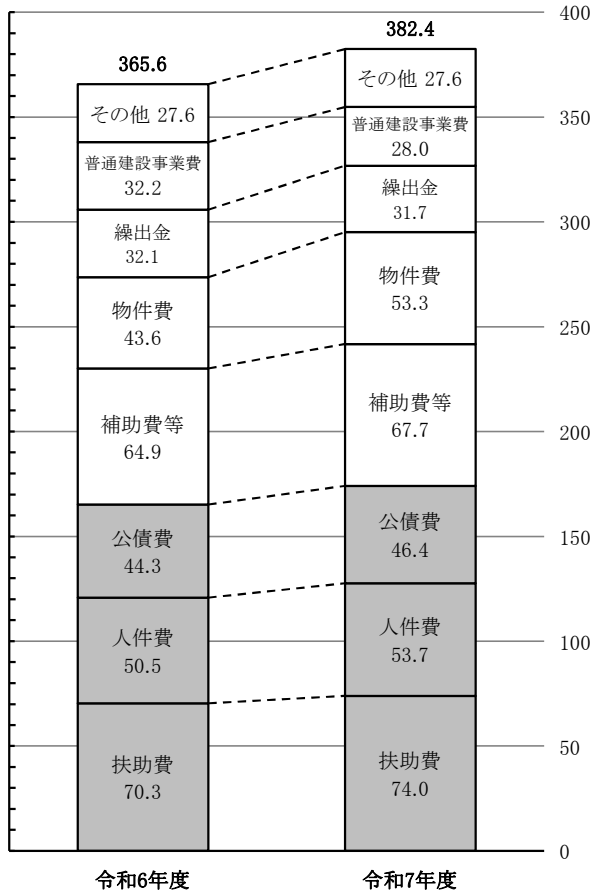 365.6
その他 27.6
普通建設事業費
32.2
繰出金
32.1
物件費
43.6
補助費等
64.9
公債費
44.3
人件費
50.5
扶助費
70.3
令和6年度
382.4
その他 27.6
普通建設事業費
28.0
繰出金
31.7
物件費
53.3
補助費等
67.7
公債費
46.4
人件費
53.7
扶助費
74.0
令和7年度
400
350
300
250
200
150
100
50
0